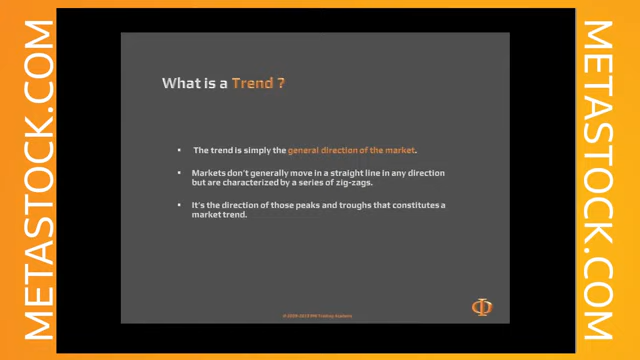 METASTOCK.COM
What is a Trend ?
▪ The trend is simply the general direction of the market.
▪ Markets don't generally move in a straight line in any direction
but are characterized by a series of zig-zags.
▪ It's the direction of those peaks and troughs that constitutes a
market trend.
METASTOCK.COM